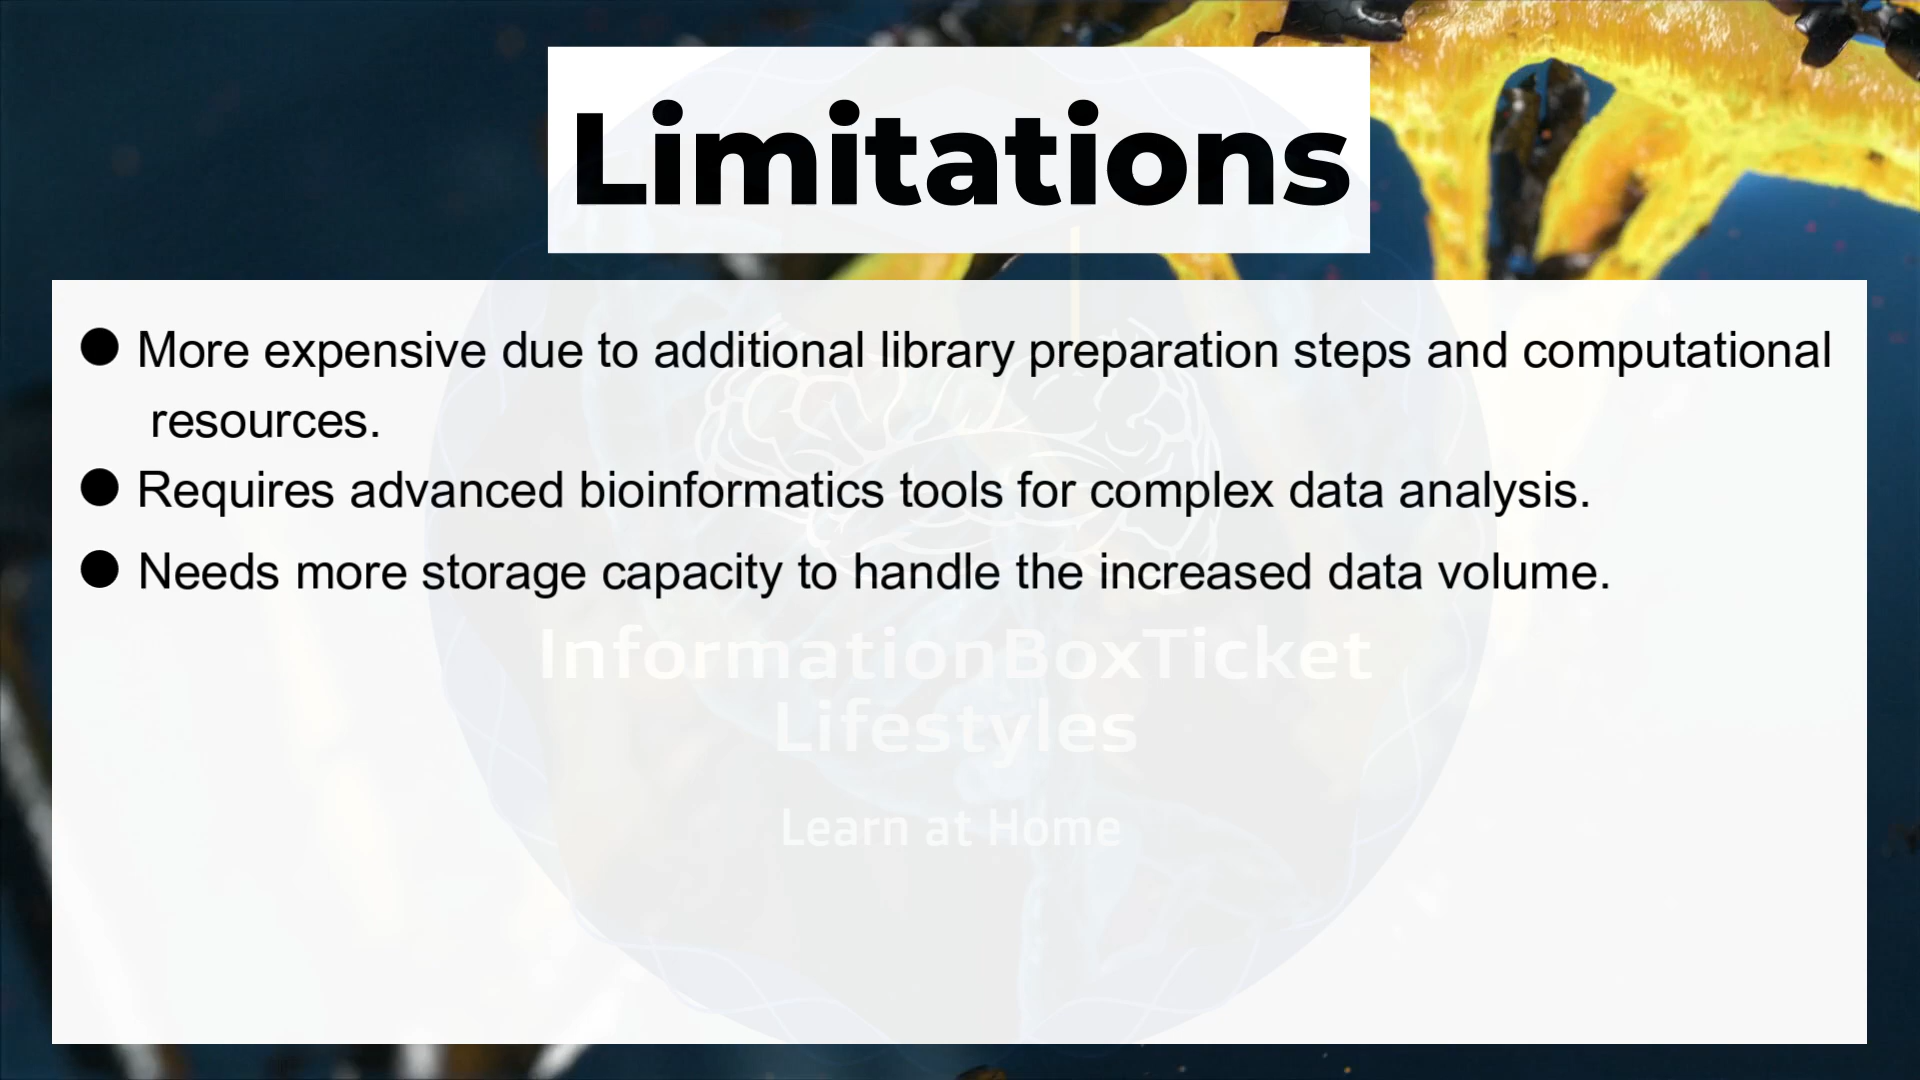 Limitations
● More expensive due to additional library preparation steps and computational
resources.
● Requires advanced bioinformatics tools for complex data analysis.
● Needs more storage capacity to handle the increased data volume.
InformationBoxTicket
Lifestyles
Learn at Home